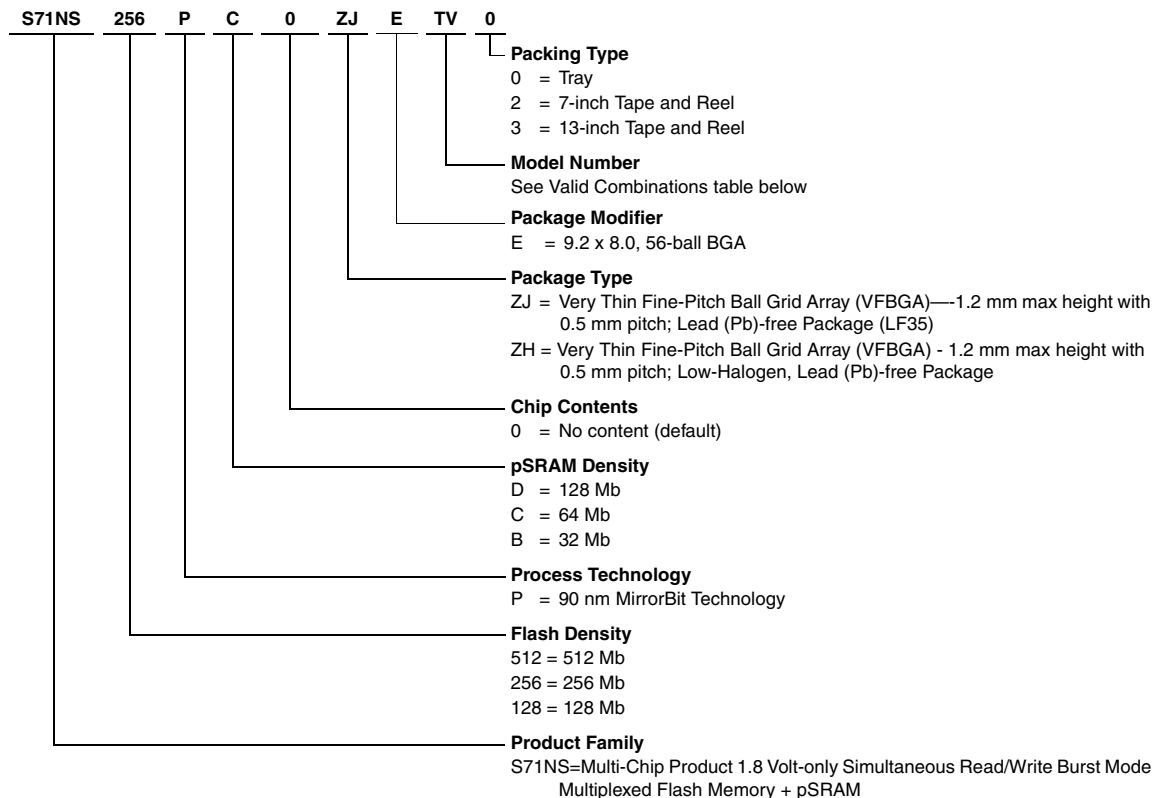 S71NS 256 P C 0 ZJ E TV 0
Packing Type
0 = Tray
2 = 7-inch Tape and Reel
3 = 13-inch Tape and Reel
Model Number
See Valid Combinations table below
Package Modifier
E = 9.2 x 8.0, 56-ball BGA
Package Type
ZJ = Very Thin Fine-Pitch Ball Grid Array (VFBGA)—-1.2 mm max height with
0.5 mm pitch; Lead (Pb)-free Package (LF35)
ZH = Very Thin Fine-Pitch Ball Grid Array (VFBGA) - 1.2 mm max height with
0.5 mm pitch; Low-Halogen, Lead (Pb)-free Package
Chip Contents
0 = No content (default)
pSRAM Density
D = 128 Mb
C = 64 Mb
B = 32 Mb
Process Technology
P = 90 nm MirrorBit Technology
Flash Density
512 = 512 Mb
256 = 256 Mb
128 = 128 Mb
Product Family
S71NS=Multi-Chip Product 1.8 Volt-only Simultaneous Read/Write Burst Mode
Multiplexed Flash Memory + pSRAM